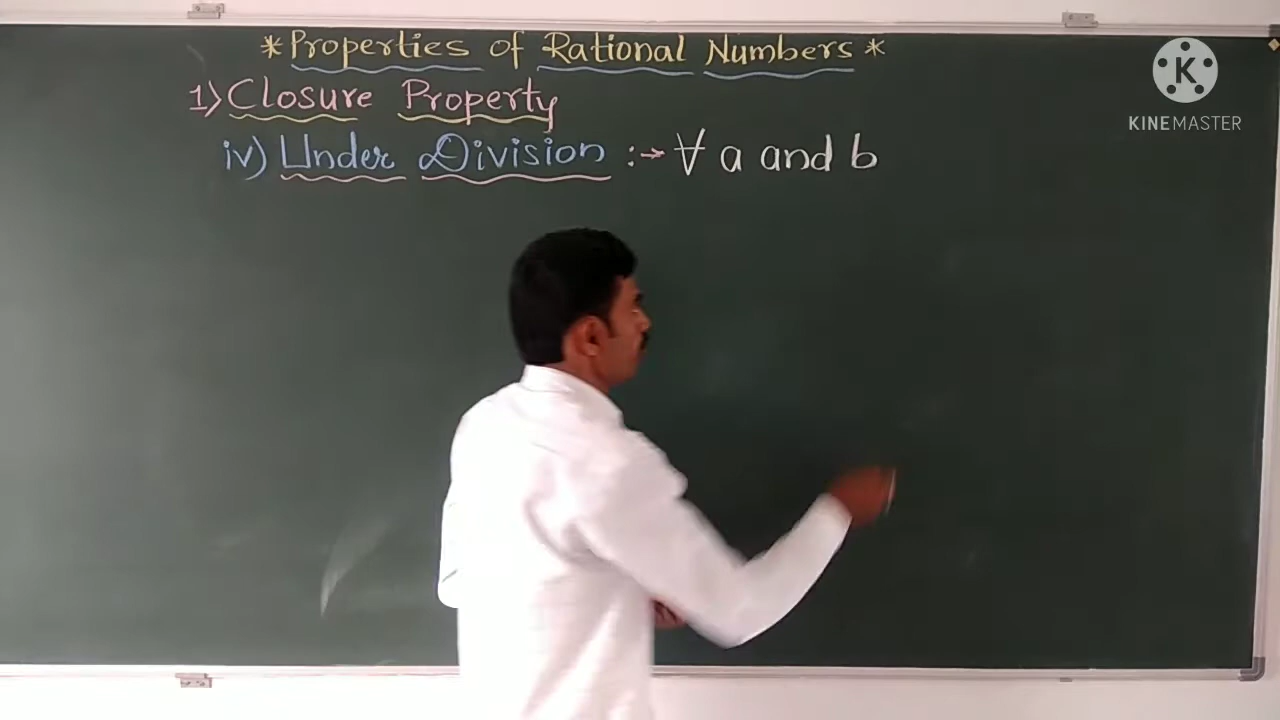 *Properties of Rational Numbers*
1) Closure Property
iv) Under Division :→ ∀ a and b
K
KINEMASTER